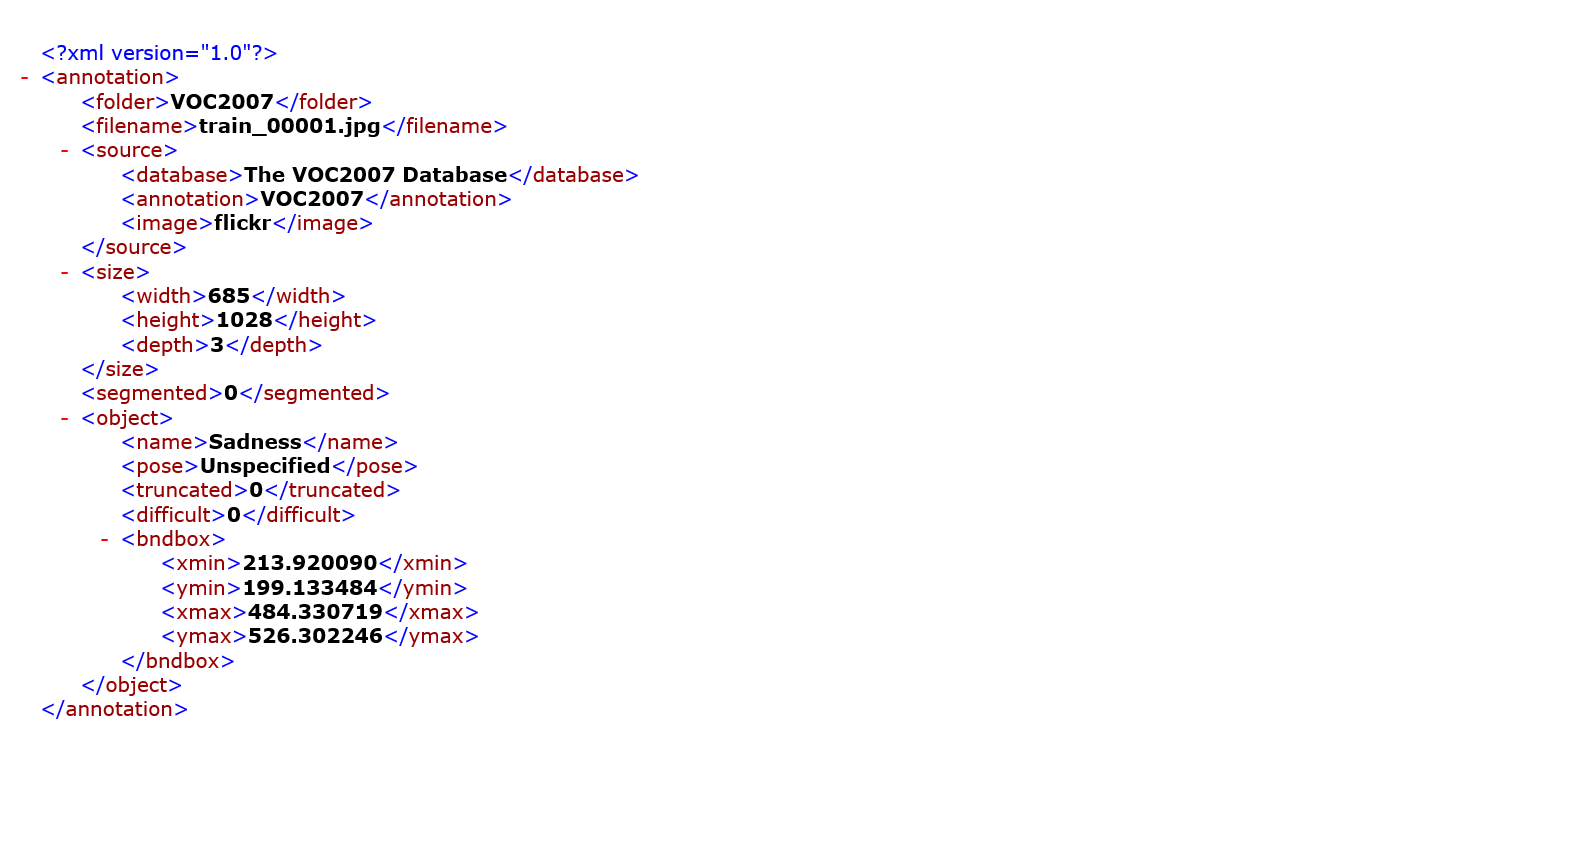 <?xml version="1.0"?>
- <annotation>
<folder>VOC2007</folder>
<filename>train_00001.jpg</filename>
- <source>
<database>The VOC2007 Database</database>
<annotation>VOC2007</annotation>
<image>flickr</image>
</source>
- <size>
<width>685</width>
<height>1028</height>
<depth>3</depth>
</size>
<segmented>0</segmented>
- <object>
<name>Sadness</name>
<pose>Unspecified</pose>
<truncated>0</truncated>
<difficult>0</difficult>
- <bndbox>
<xmin>213.920090</xmin>
<ymin>199.133484</ymin>
<xmax>484.330719</xmax>
<ymax>526.302246</ymax>
</bndbox>
</object>
</annotation>